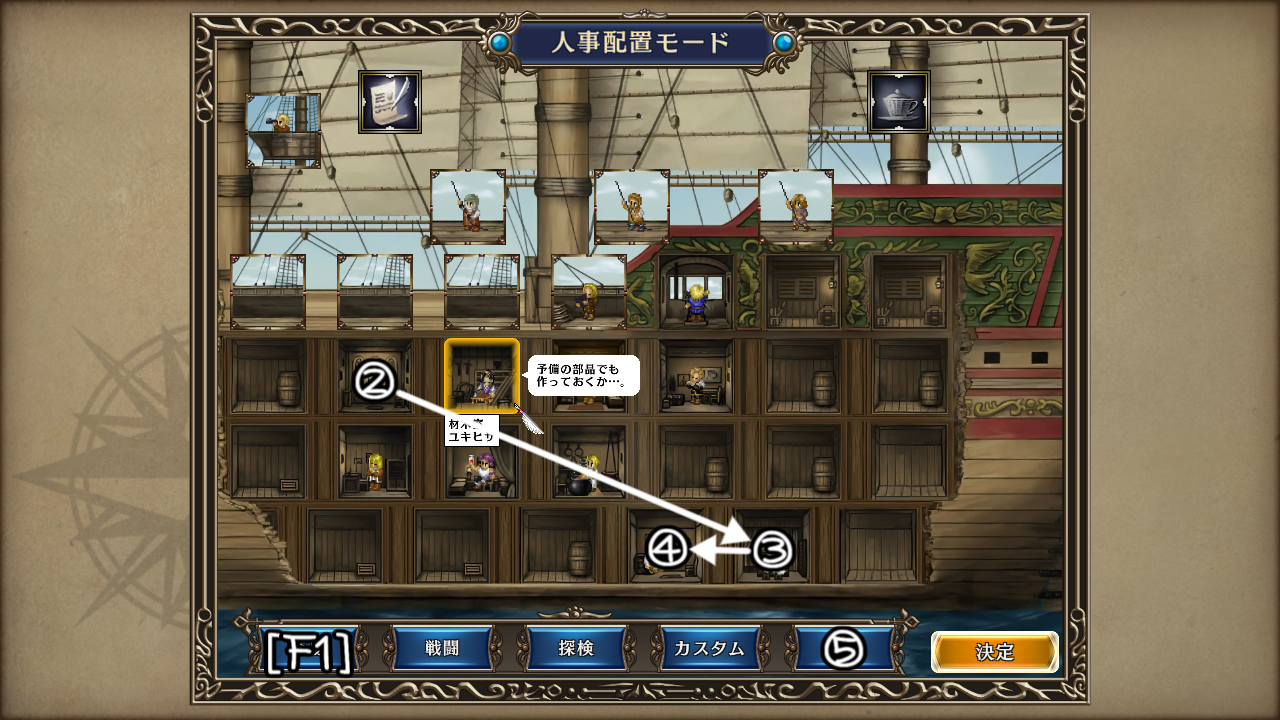 人事配置モード
②
予備の部品でも
作っておくか…。
ユキヒサ
④
③
[F1]
戦闘
探検
カスタム
⑤
決定